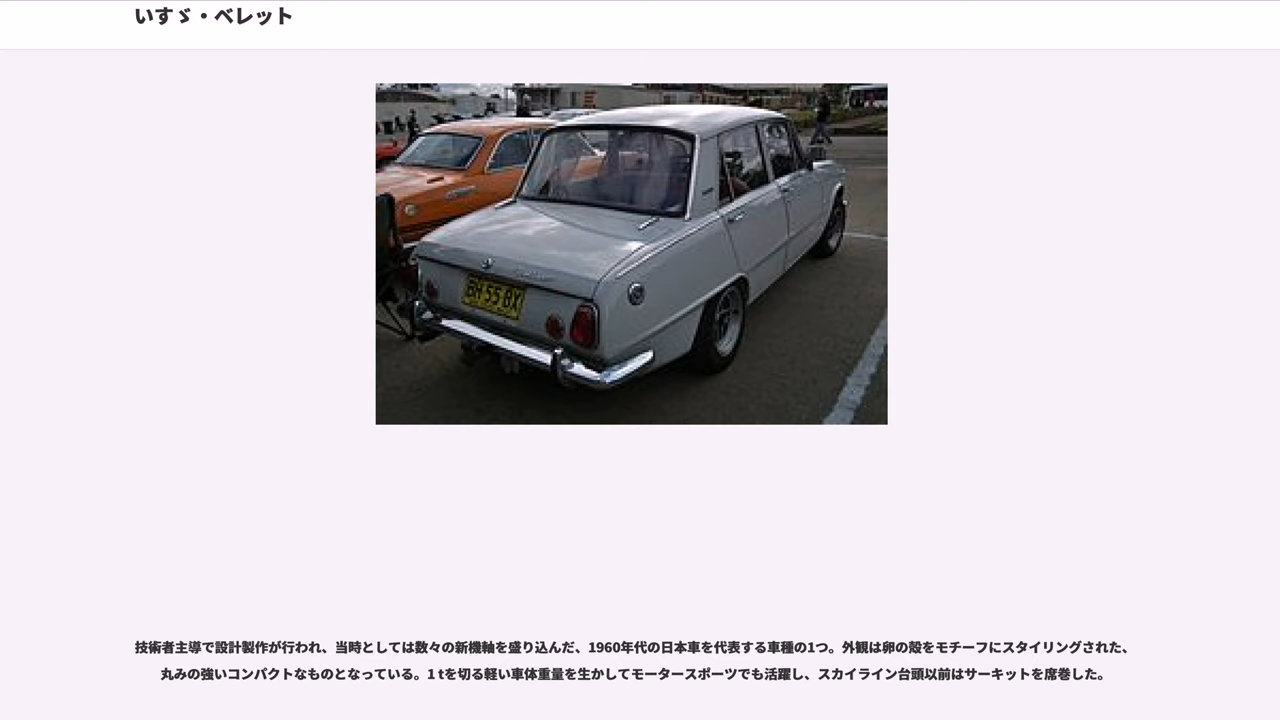 いすゞ・ベレット
BH 55 BX
技術者主導で設計製作が行われ、当時としては数々の新機軸を盛り込んだ、1960年代の日本車を代表する車種の1つ。外観は卵の殻をモチーフにスタイリングされた、
丸みの強いコンパクトなものとなっている。1 tを切る軽い車体重量を生かしてモータースポーツでも活躍し、スカイライン台頭以前はサーキットを席巻した。